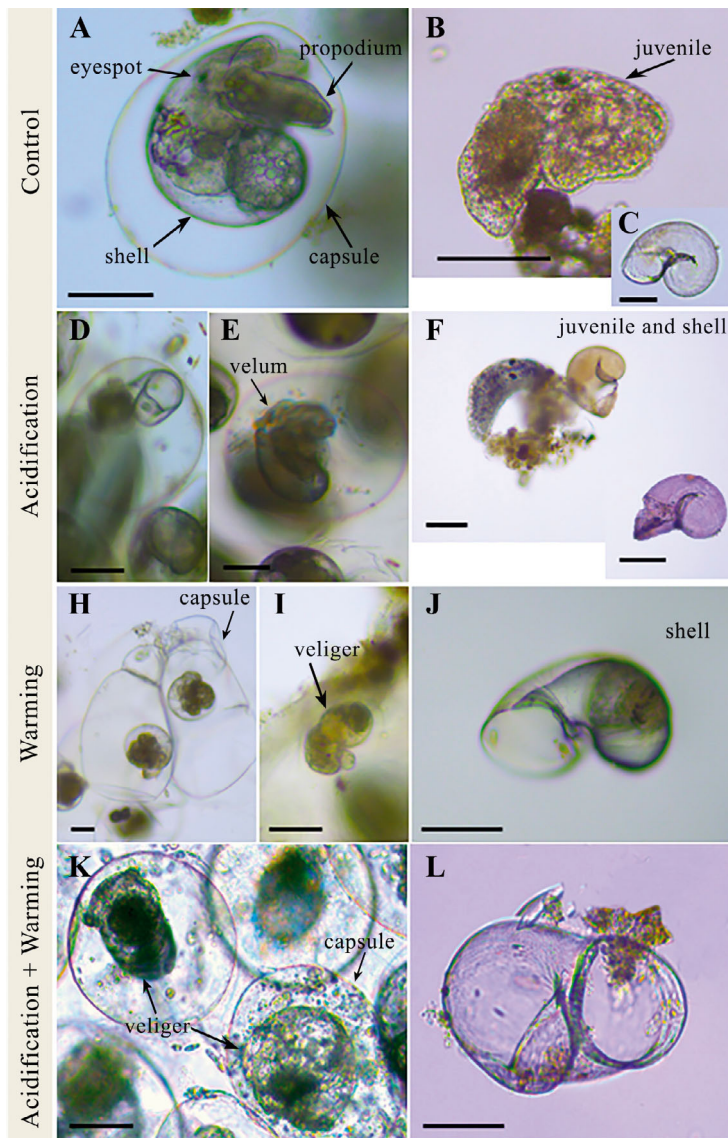 Control
A
propodium
eyespot
shell
capsule
B
juvenile
C
Acidification
D
E
velum
F
juvenile and shell
Warming
H
capsule
I
veliger
J
shell
Acidification + Warming
K
capsule
veliger
L